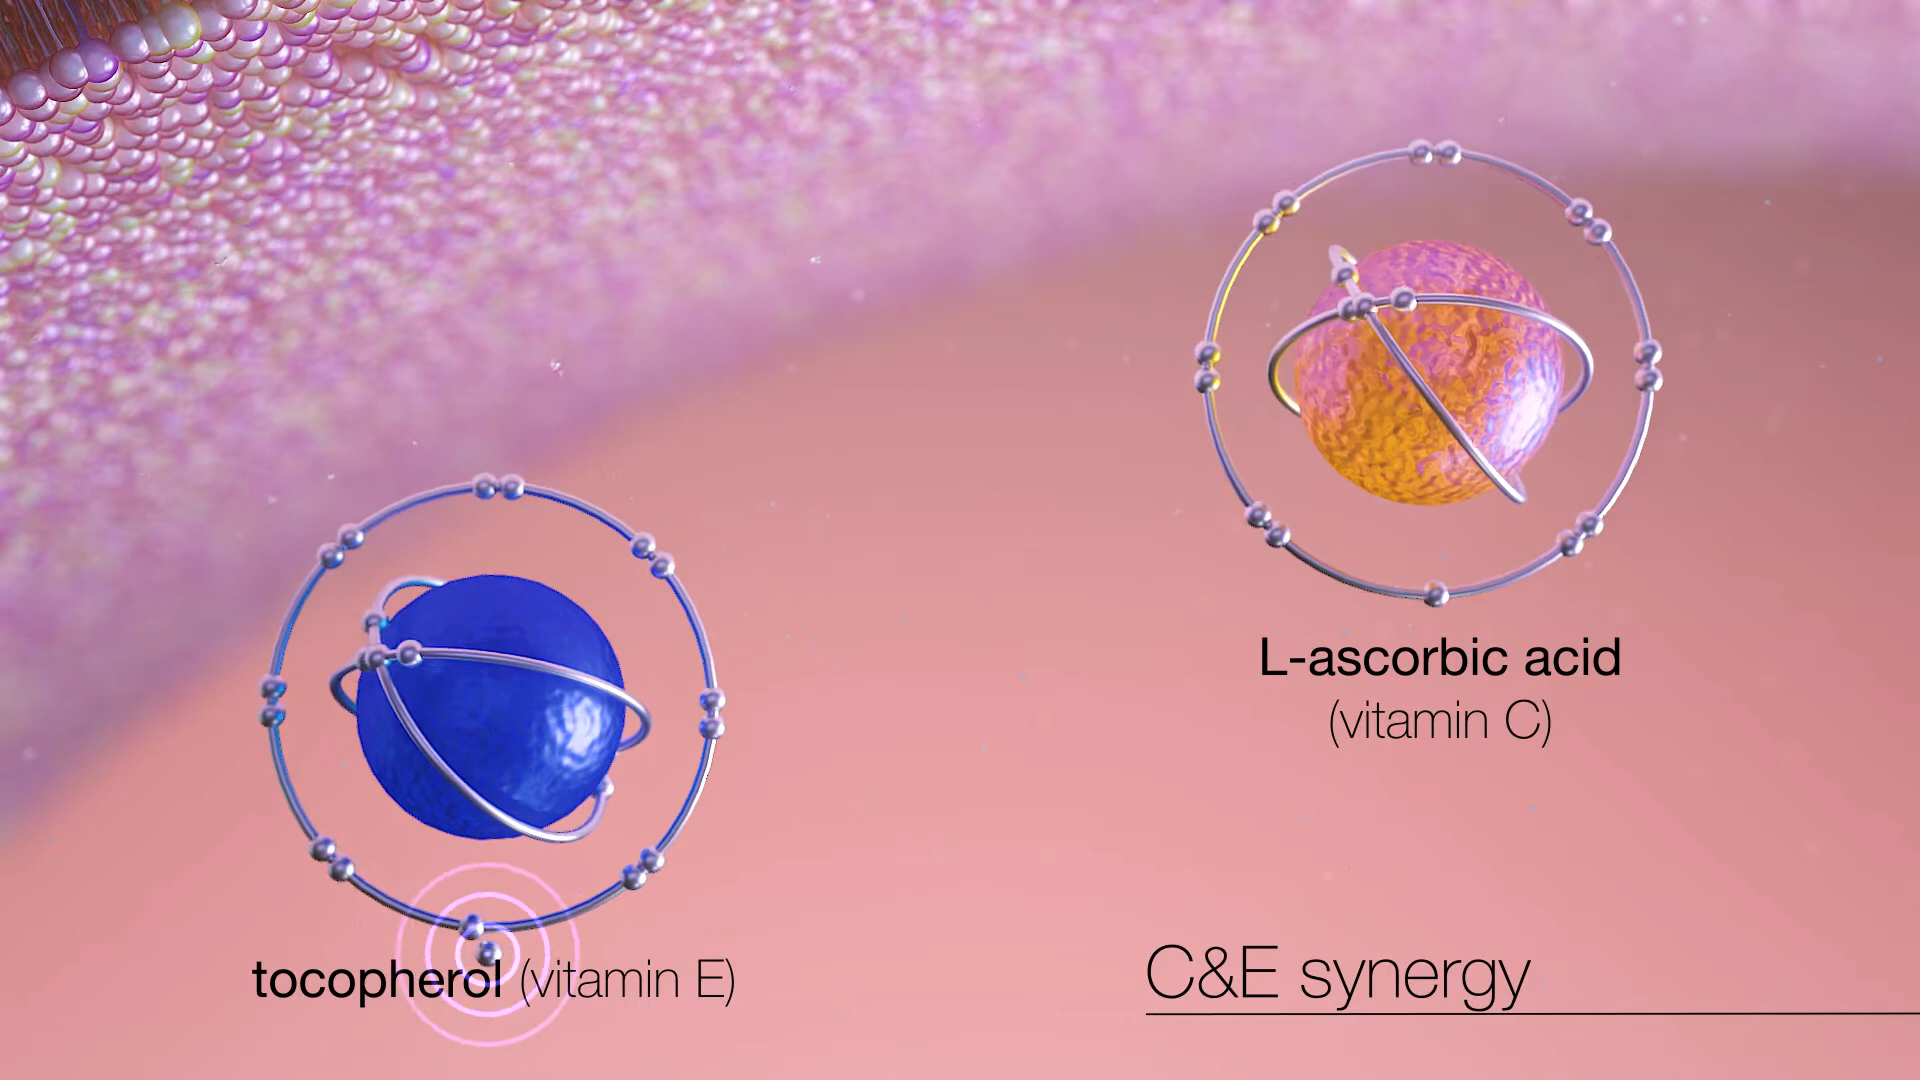 L-ascorbic acid
(vitamin C)
tocopherol (vitamin E)
C&E synergy